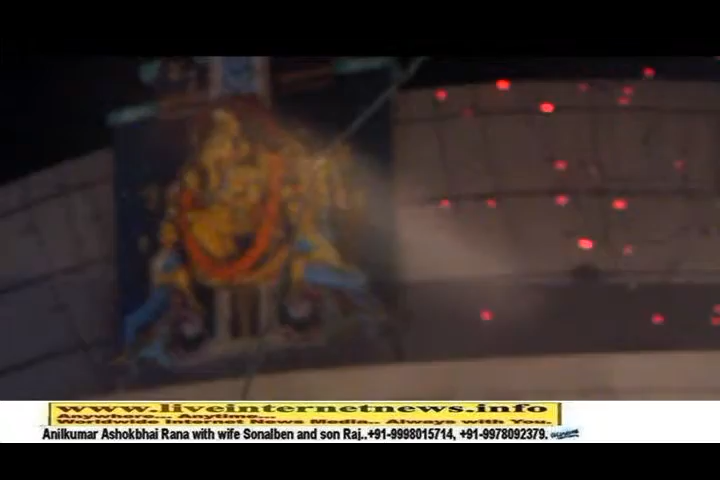 www.liveinternetnews.info
Anywhere... Anytime...
Worldwide Internet News Media.. Always with You.
Anilkumar Ashokbhai Rana with wife Sonalben and son Raj..+91-9998015714, +91-9978092379.